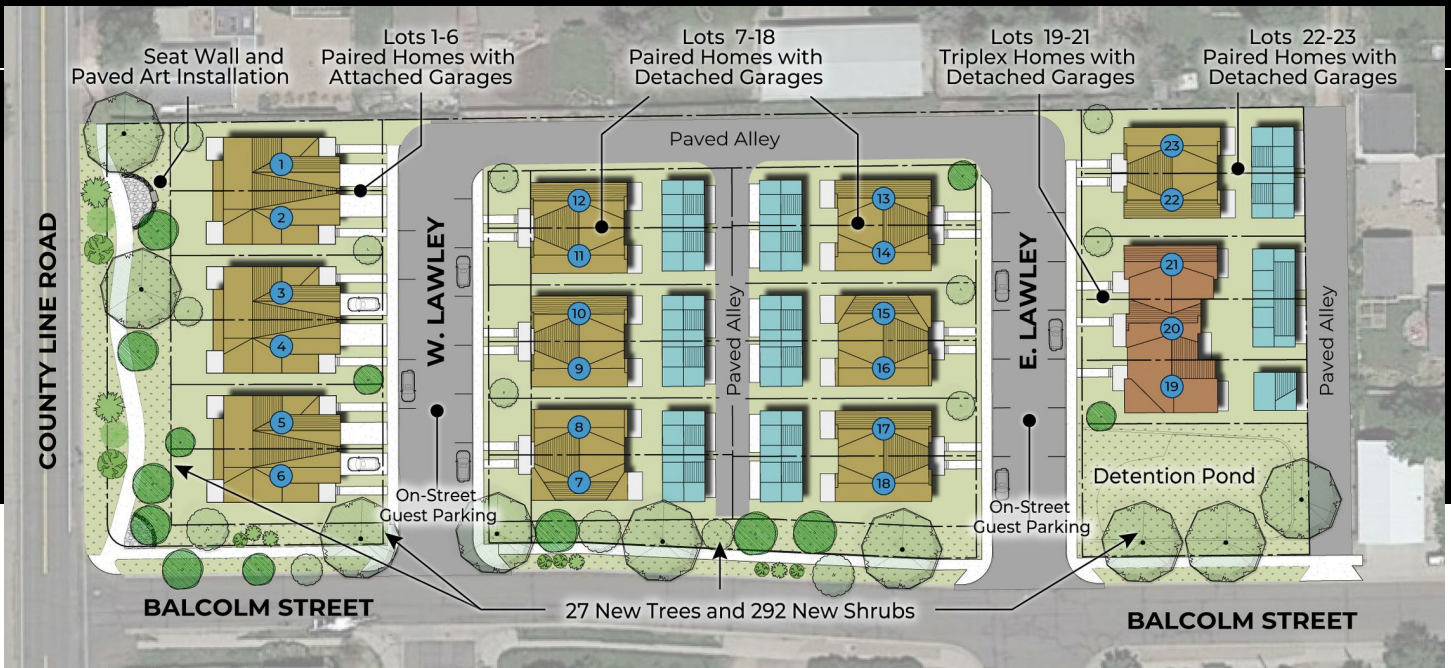 Seat Wall and
Paved Art Installation
Lots 1-6
Paired Homes with
Attached Garages
Lots 7-18
Paired Homes with
Detached Garages
Lots 19-21
Triplex Homes with
Detached Garages
Lots 22-23
Paired Homes with
Detached Garages
Paved Alley
COUNTY LINE ROAD
W. LAWLEY
Paved Alley
E. LAWLEY
Paved Alley
1
2
3
4
5
6
12
11
10
9
8
7
13
14
15
16
17
18
23
22
21
20
19
Detention Pond
On-Street
Guest Parking
On-Street
Guest Parking
BALCOLM STREET
27 New Trees and 292 New Shrubs
BALCOLM STREET